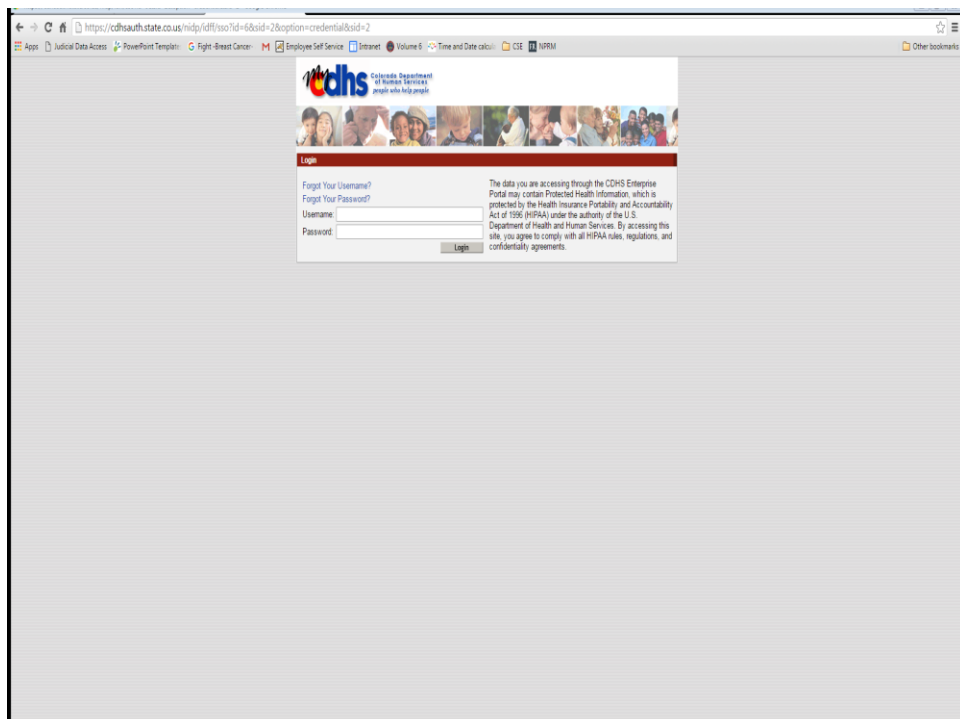 https://cdhsauth.state.co.us/nidp/idff/sso?id=6&sid=2&option=credential&sid=2
Apps Judicial Data Access PowerPoint Template Fight -Breast Cancer- Employee Self Service Intranet Volume 6 Time and Date calcul CSE NPRM Other bookmarks
My cdhs Colorado Department
of Human Services
people who help people
Login
Forgot Your Username?
Forgot Your Password?
Username:
Password:
Login
The data you are accessing through the CDHS Enterprise
Portal may contain Protected Health Information, which is
protected by the Health Insurance Portability and Accountability
Act of 1996 (HIPAA) under the authority of the U.S.
Department of Health and Human Services. By accessing this
site, you agree to comply with all HIPAA rules, regulations, and
confidentiality agreements.